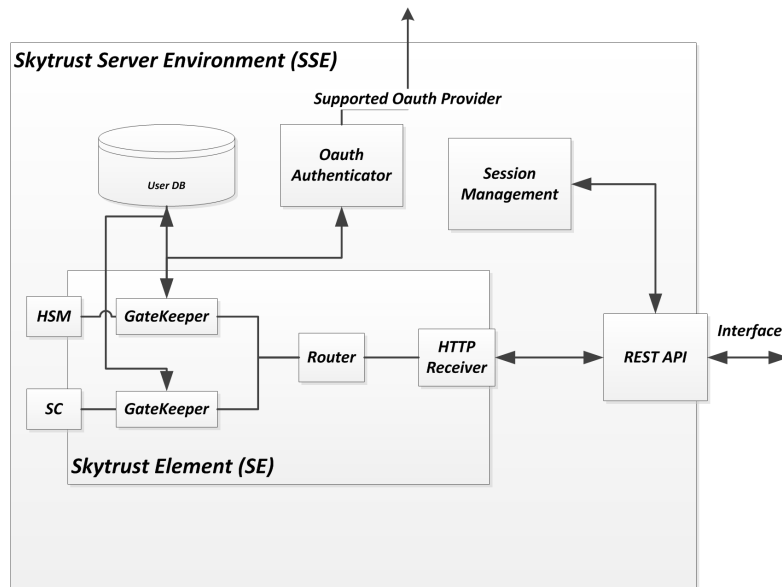 Skytrust Server Environment (SSE)
Supported Oauth Provider
User DB
Oauth
Authenticator
Session
Management
HSM
GateKeeper
Router
HTTP
Receiver
REST API
Interface
SC
GateKeeper
Skytrust Element (SE)